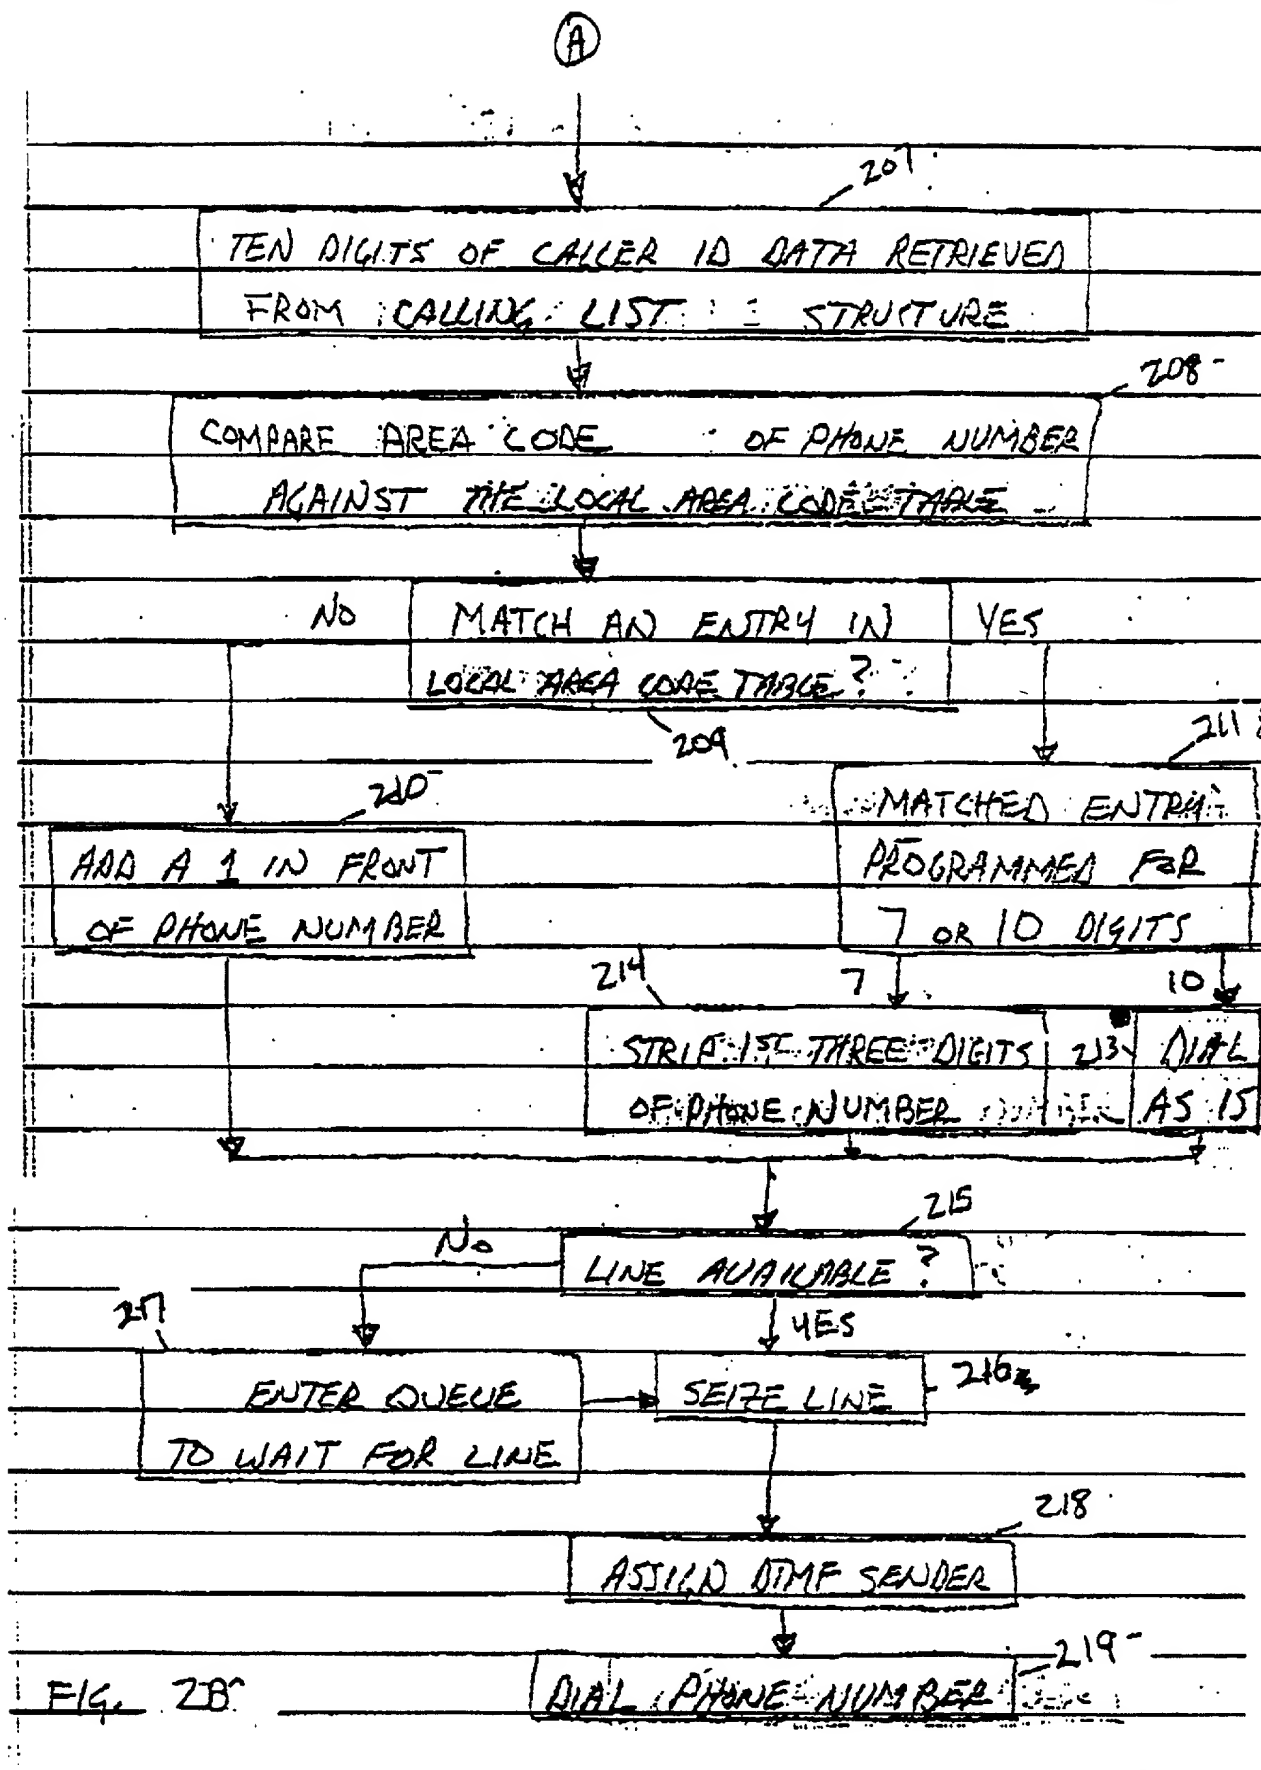 A
207
TEN DIGITS OF CALLER ID DATA RETRIEVED
FROM CALLING LIST STRUCTURE
208
COMPARE AREA CODE OF PHONE NUMBER
AGAINST THE LOCAL AREA CODE TABLE
NO
MATCH AN ENTRY IN
YES
LOCAL AREA CODE TABLE?
209
211
210
MATCHED ENTRY
PROGRAMMED FOR
7 OR 10 DIGITS
ADD A 1 IN FRONT
OF PHONE NUMBER
214
7
10
STRIP 1ST THREE DIGITS
OF PHONE NUMBER
213
DIAL
AS IS
215
No
LINE AVAILABLE?
YES
217
ENTER QUEUE
TO WAIT FOR LINE
SEIZE LINE
216
218
ASSIGN DTMF SENDER
219
DIAL PHONE NUMBER
FIG. 2B